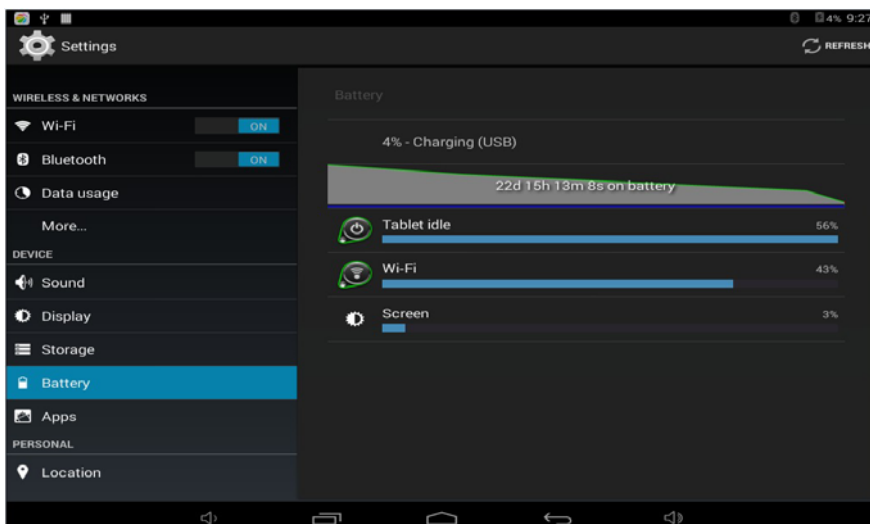 4% 9:27
Settings
REFRESH
WIRELESS & NETWORKS
Wi-Fi
ON
Bluetooth
ON
Data usage
More...
DEVICE
Sound
Display
Storage
Battery
Apps
PERSONAL
Location
Battery
4% - Charging (USB)
22d 15h 13m 8s on battery
Tablet idle
56%
Wi-Fi
43%
Screen
3%